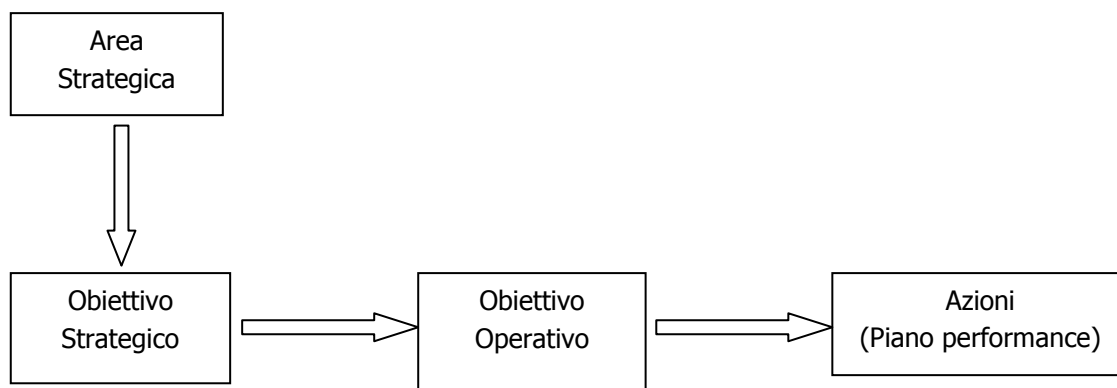 Area
Strategica
Obiettivo
Strategico
Obiettivo
Operativo
Azioni
(Piano performance)